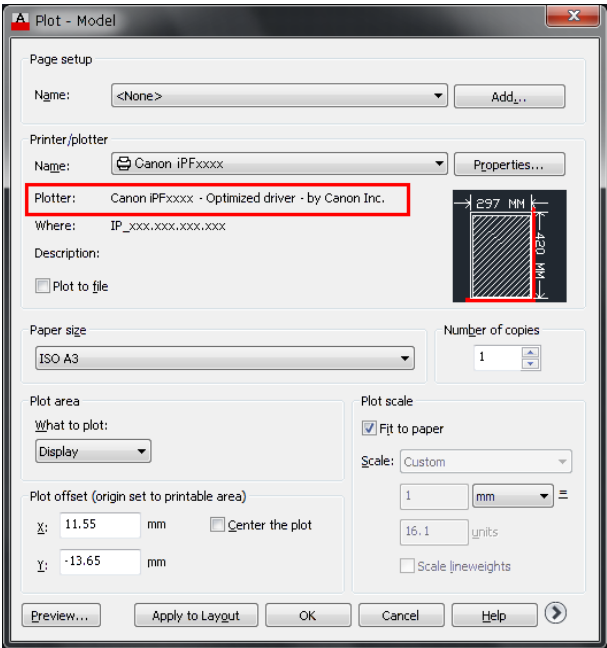 Plot - Model
Page setup
Name: <None> Add...
Printer/plotter
Name: Canon iPFxxxx Properties...
Plotter: Canon iPFxxxx - Optimized driver - by Canon Inc.
Where: IP_xxx.xxx.xxx.xxx
Description:
Plot to file
297 MM
420 MM
Paper size
ISO A3
Number of copies
1
Plot area
What to plot:
Display
Plot scale
Fit to paper
Scale: Custom
1 mm =
16.1 units
Scale lineweights
Plot offset (origin set to printable area)
X: 11.55 mm Center the plot
Y: -13.65 mm
Preview... Apply to Layout OK Cancel Help